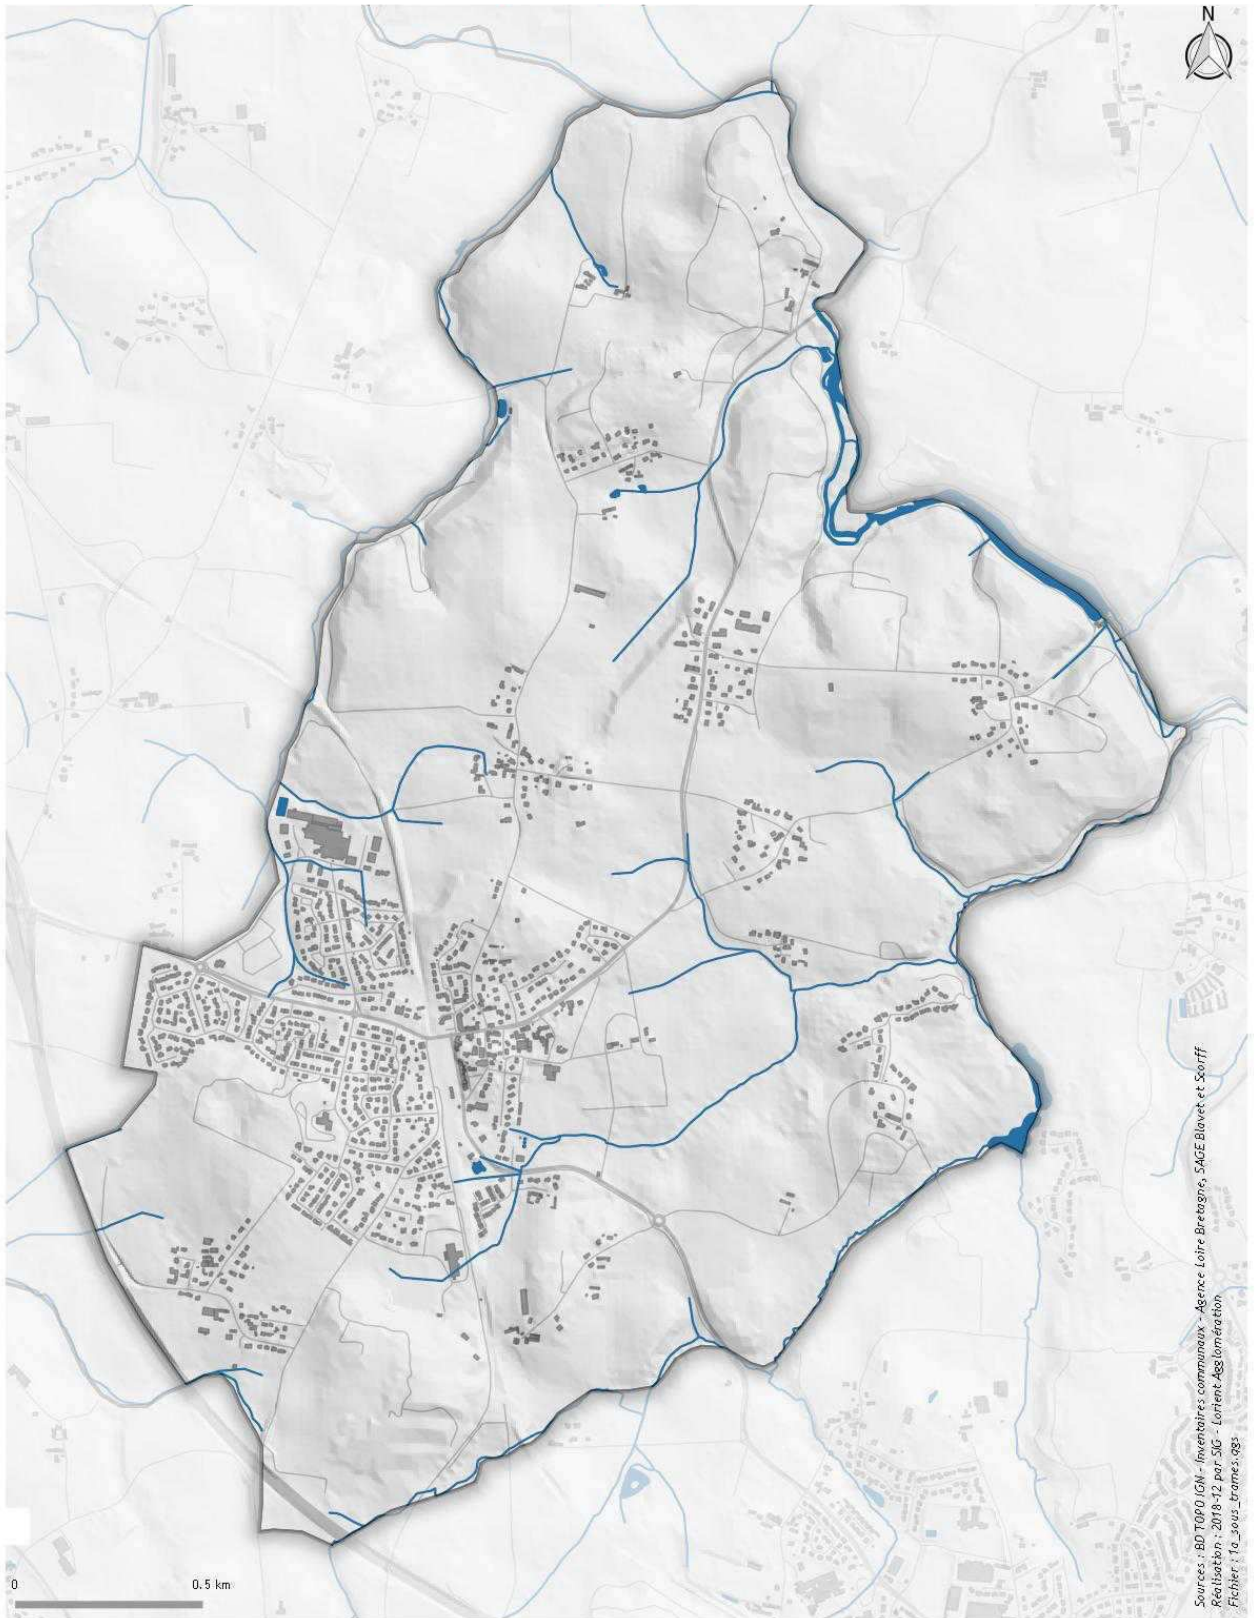 N
0
0.5 km
Sources : BD TOPO IGN - Inventaires communaux - Agence Loire Bretagne, SAGE Blavet et Scorff
Réalisation : 2018-12 par SIG - Lorient Agglomération
Fichier : 1a_sous_trames.qgs